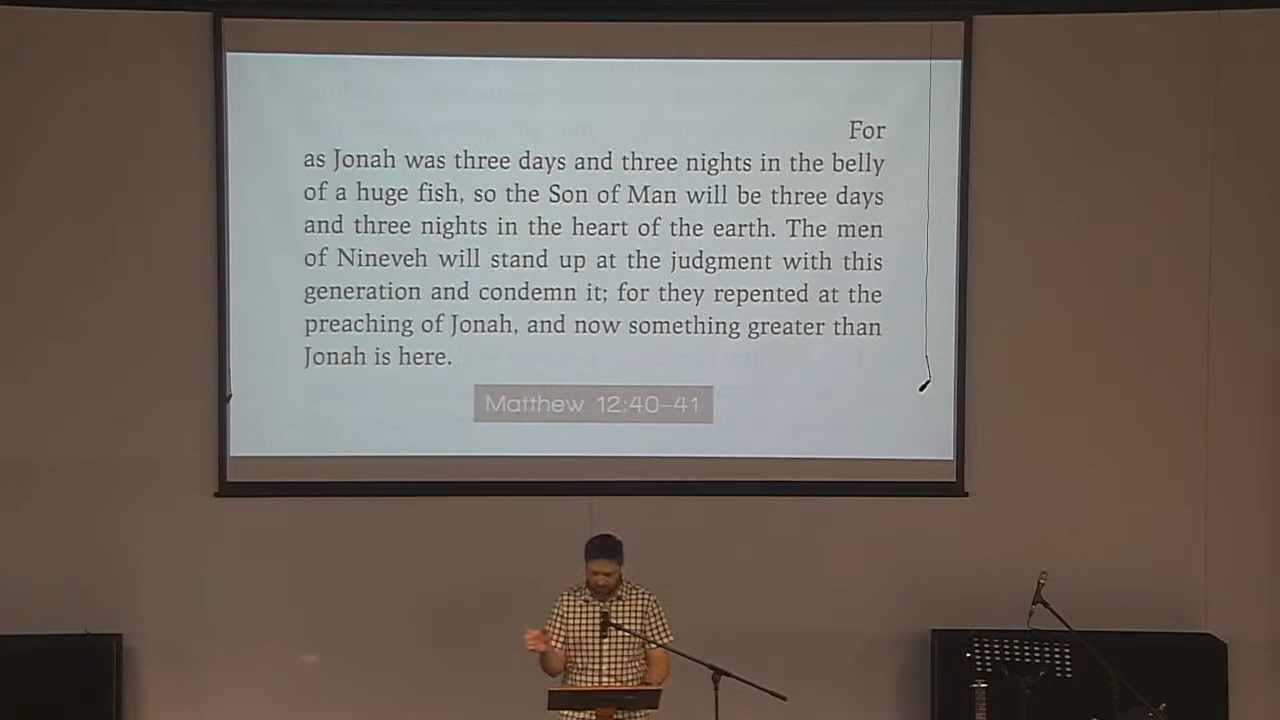 For
as Jonah was three days and three nights in the belly
of a huge fish, so the Son of Man will be three days
and three nights in the heart of the earth. The men
of Nineveh will stand up at the judgment with this
generation and condemn it; for they repented at the
preaching of Jonah, and now something greater than
Jonah is here.
Matthew 12:40–41